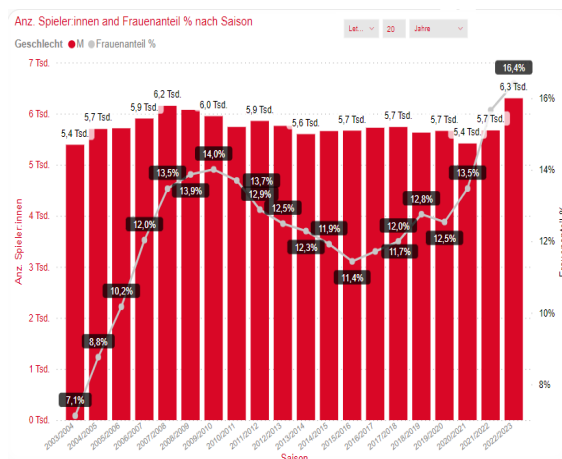 Anz. Spieler:innen and Frauenanteil % nach Saison
Let... 20 Jahre
Geschlecht M Frauenanteil %
7 Tsd.
6 Tsd.
5 Tsd.
4 Tsd.
3 Tsd.
2 Tsd.
1 Tsd.
0 Tsd.
Anz. Spieler:innen
5,4 Tsd.
5,7 Tsd.
5,9 Tsd.
6,2 Tsd.
6,0 Tsd.
5,9 Tsd.
5,6 Tsd.
5,7 Tsd.
5,7 Tsd.
5,7 Tsd.
5,4 Tsd.
5,7 Tsd.
6,3 Tsd.
7,1%
8,8%
10,2%
12,0%
13,5%
13,9%
14,0%
13,7%
12,9%
12,5%
12,3%
11,9%
11,4%
11,7%
12,0%
12,8%
12,5%
13,5%
16,4%
16%
14%
12%
10%
8%
2003/2004
2004/2005
2005/2006
2006/2007
2007/2008
2008/2009
2009/2010
2010/2011
2011/2012
2012/2013
2013/2014
2014/2015
2015/2016
2016/2017
2017/2018
2018/2019
2019/2020
2020/2021
2021/2022
2022/2023
Saison